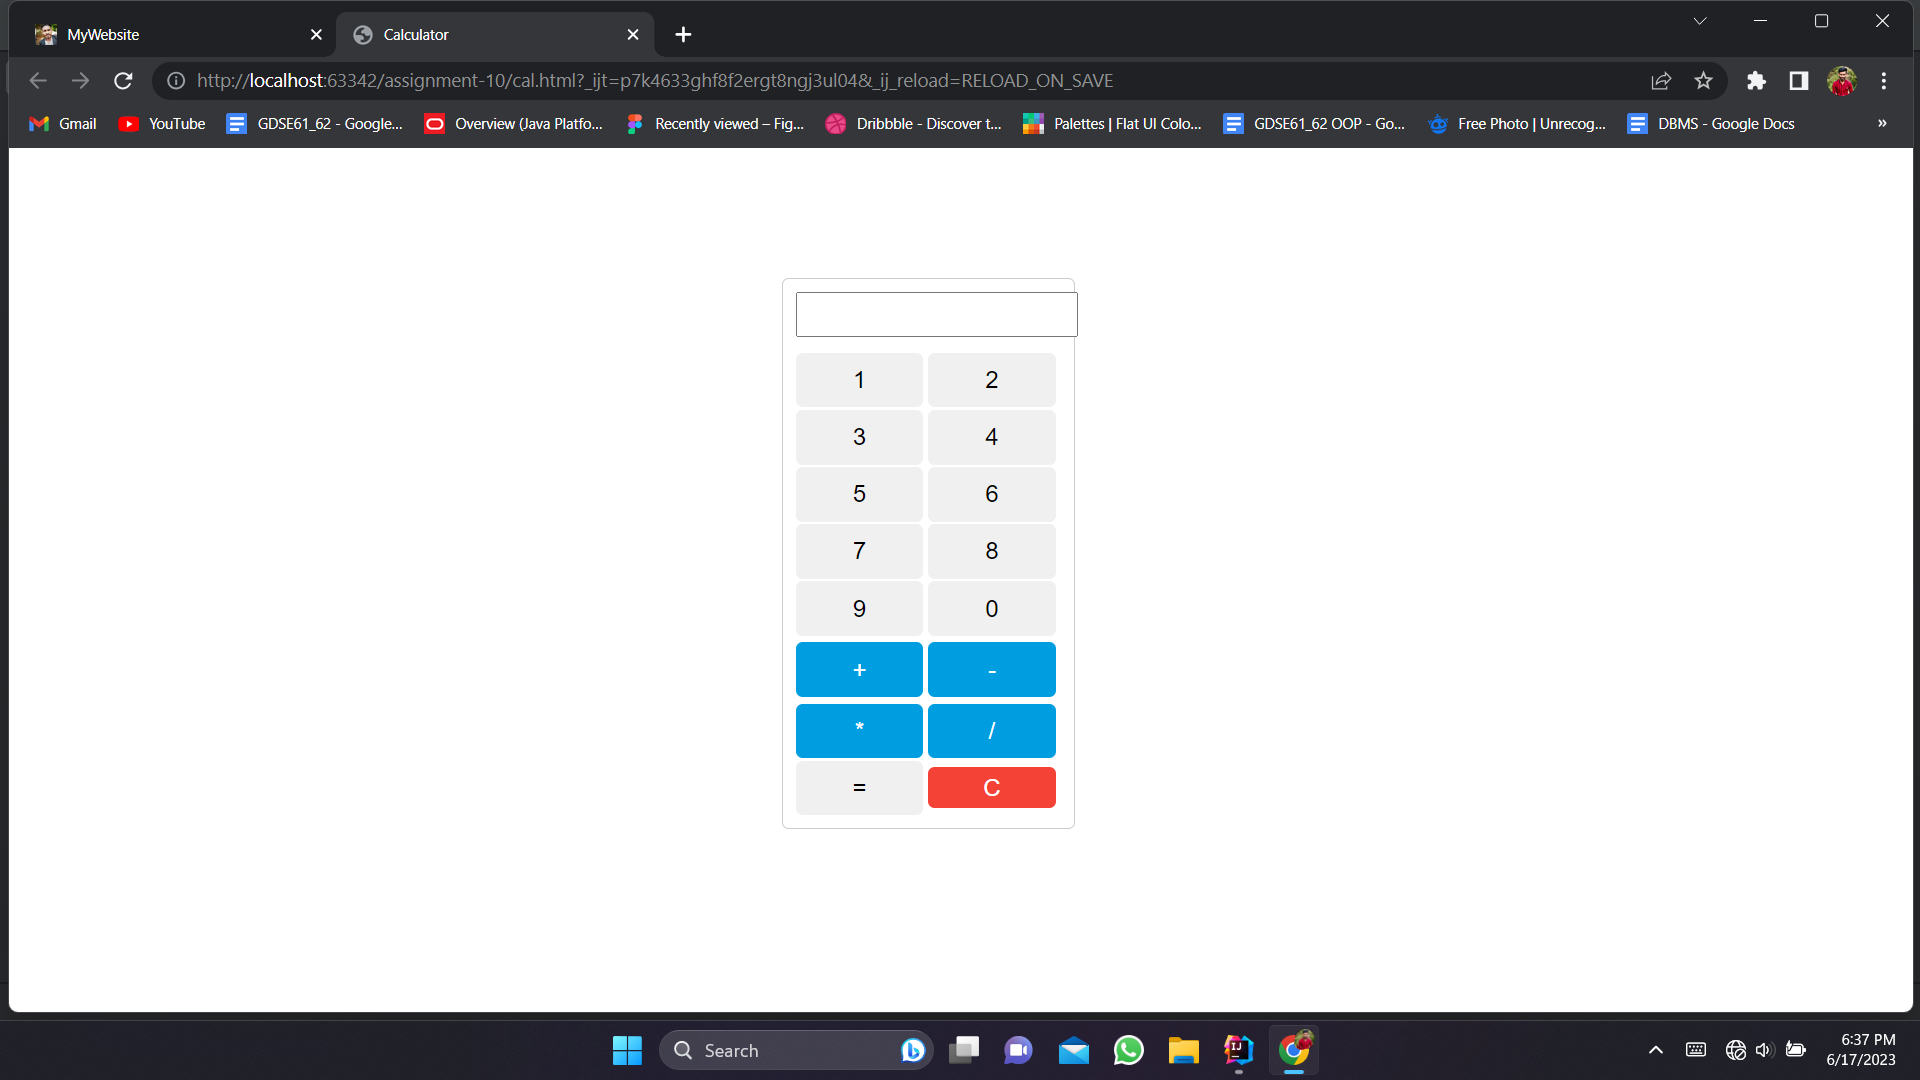 MyWebsite
Calculator
http://localhost:63342/assignment-10/cal.html?_ijt=p7k4633ghf8f2ergt8ngj3ul04&_ij_reload=RELOAD_ON_SAVE
Gmail YouTube GDSE61_62 - Google... Overview (Java Platfo... Recently viewed – Fig... Dribbble - Discover t... Palettes | Flat UI Colo... GDSE61_62 OOP - Go... Free Photo | Unrecog... DBMS - Google Docs »
1 2
3 4
5 6
7 8
9 0
+ -
* /
= C
Search
IJ
6:37 PM
6/17/2023